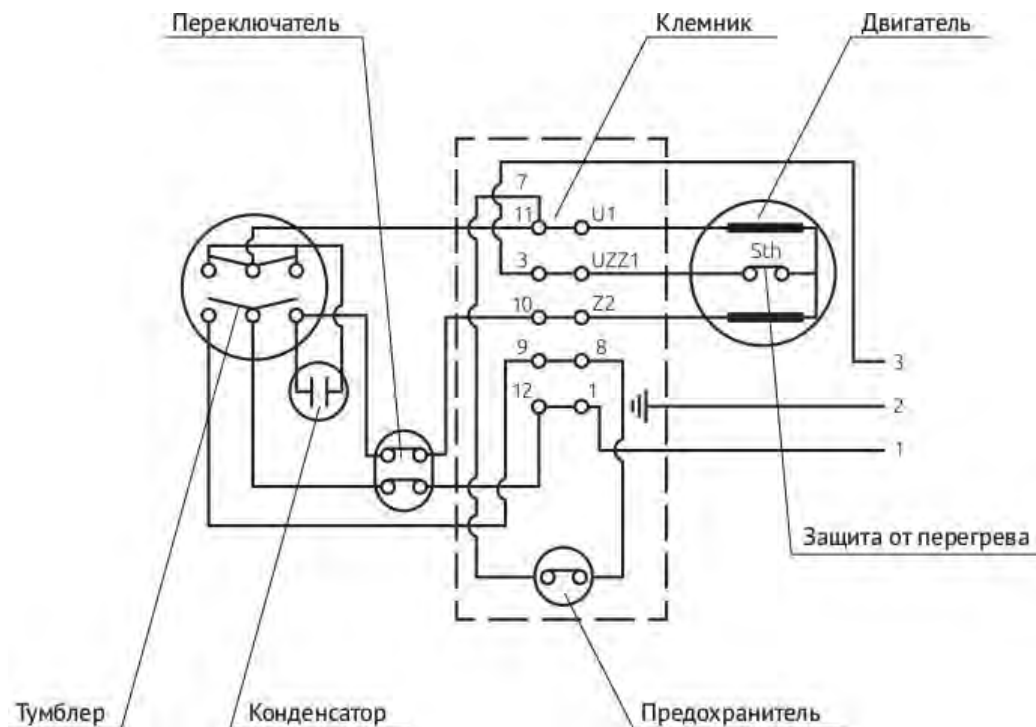 Переключатель
Клемник
Двигатель
7
11
U1
Sth
3
UZZ1
10
Z2
9
8
3
12
1
2
1
Защита от перегрева
Тумблер
Конденсатор
Предохранитель